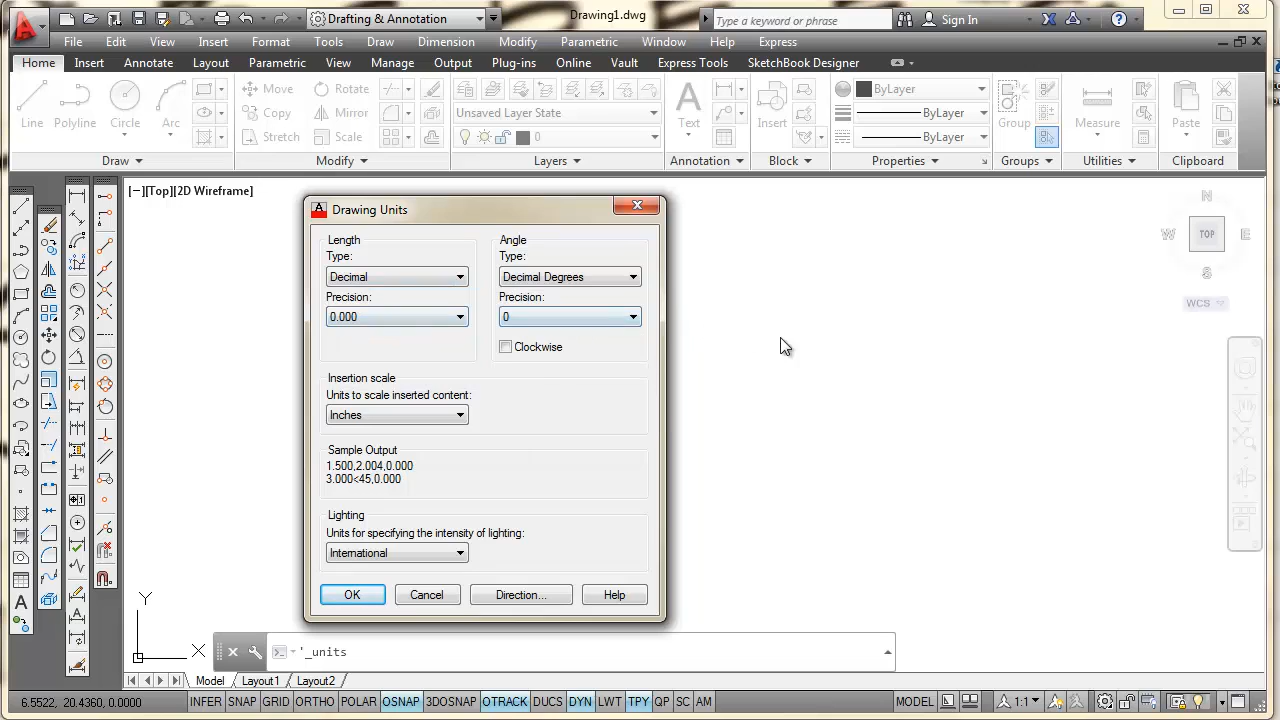 Drafting & Annotation
Drawing1.dwg
Type a keyword or phrase
Sign In
File Edit View Insert Format Tools Draw Dimension Modify Parametric Window Help Express
Home Insert Annotate Layout Parametric View Manage Output Plug-ins Online Vault Express Tools SketchBook Designer
Line Polyline Circle Arc
Move Rotate
Copy Mirror
Stretch Scale
Unsaved Layer State
0
Text
Insert
ByLayer
ByLayer
ByLayer
Group
Measure
Paste
Draw Modify Layers Annotation Block Properties Groups Utilities Clipboard
[−][Top][2D Wireframe]
N
W TOP E
S
WCS
Drawing Units
Length
Type:
Decimal
Precision:
0.000
Angle
Type:
Decimal Degrees
Precision:
0
Clockwise
Insertion scale
Units to scale inserted content:
Inches
Sample Output
1.500,2.004,0.000
3.000<45,0.000
Lighting
Units for specifying the intensity of lighting:
International
OK Cancel Direction... Help
Y
X
'_units
Model Layout1 Layout2
6.5522, 20.4360, 0.0000 INFER SNAP GRID ORTHO POLAR OSNAP 3DOSNAP OTRACK DUCS DYN LWT TPY QP SC AM MODEL 1:1